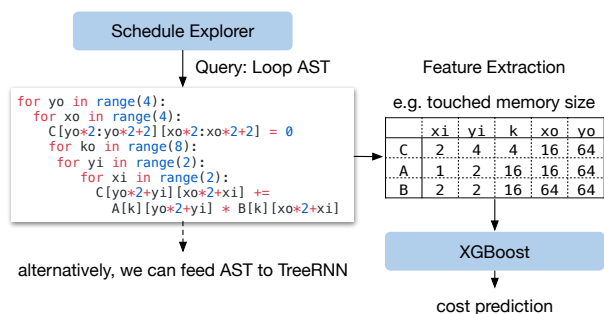 Schedule Explorer
Query: Loop AST
for yo in range(4):
  for xo in range(4):
    C[yo*2:yo*2+2][xo*2:xo*2+2] = 0
    for ko in range(8):
     for yi in range(2):
       for xi in range(2):
        C[yo*2+yi][xo*2+xi] +=
         A[k][yo*2+yi] * B[k][xo*2+xi]
alternatively, we can feed AST to TreeRNN
Feature Extraction
e.g. touched memory size
xi yi k xo yo
C 2 4 4 16 64
A 1 2 16 16 64
B 2 2 16 64 64
XGBoost
cost prediction